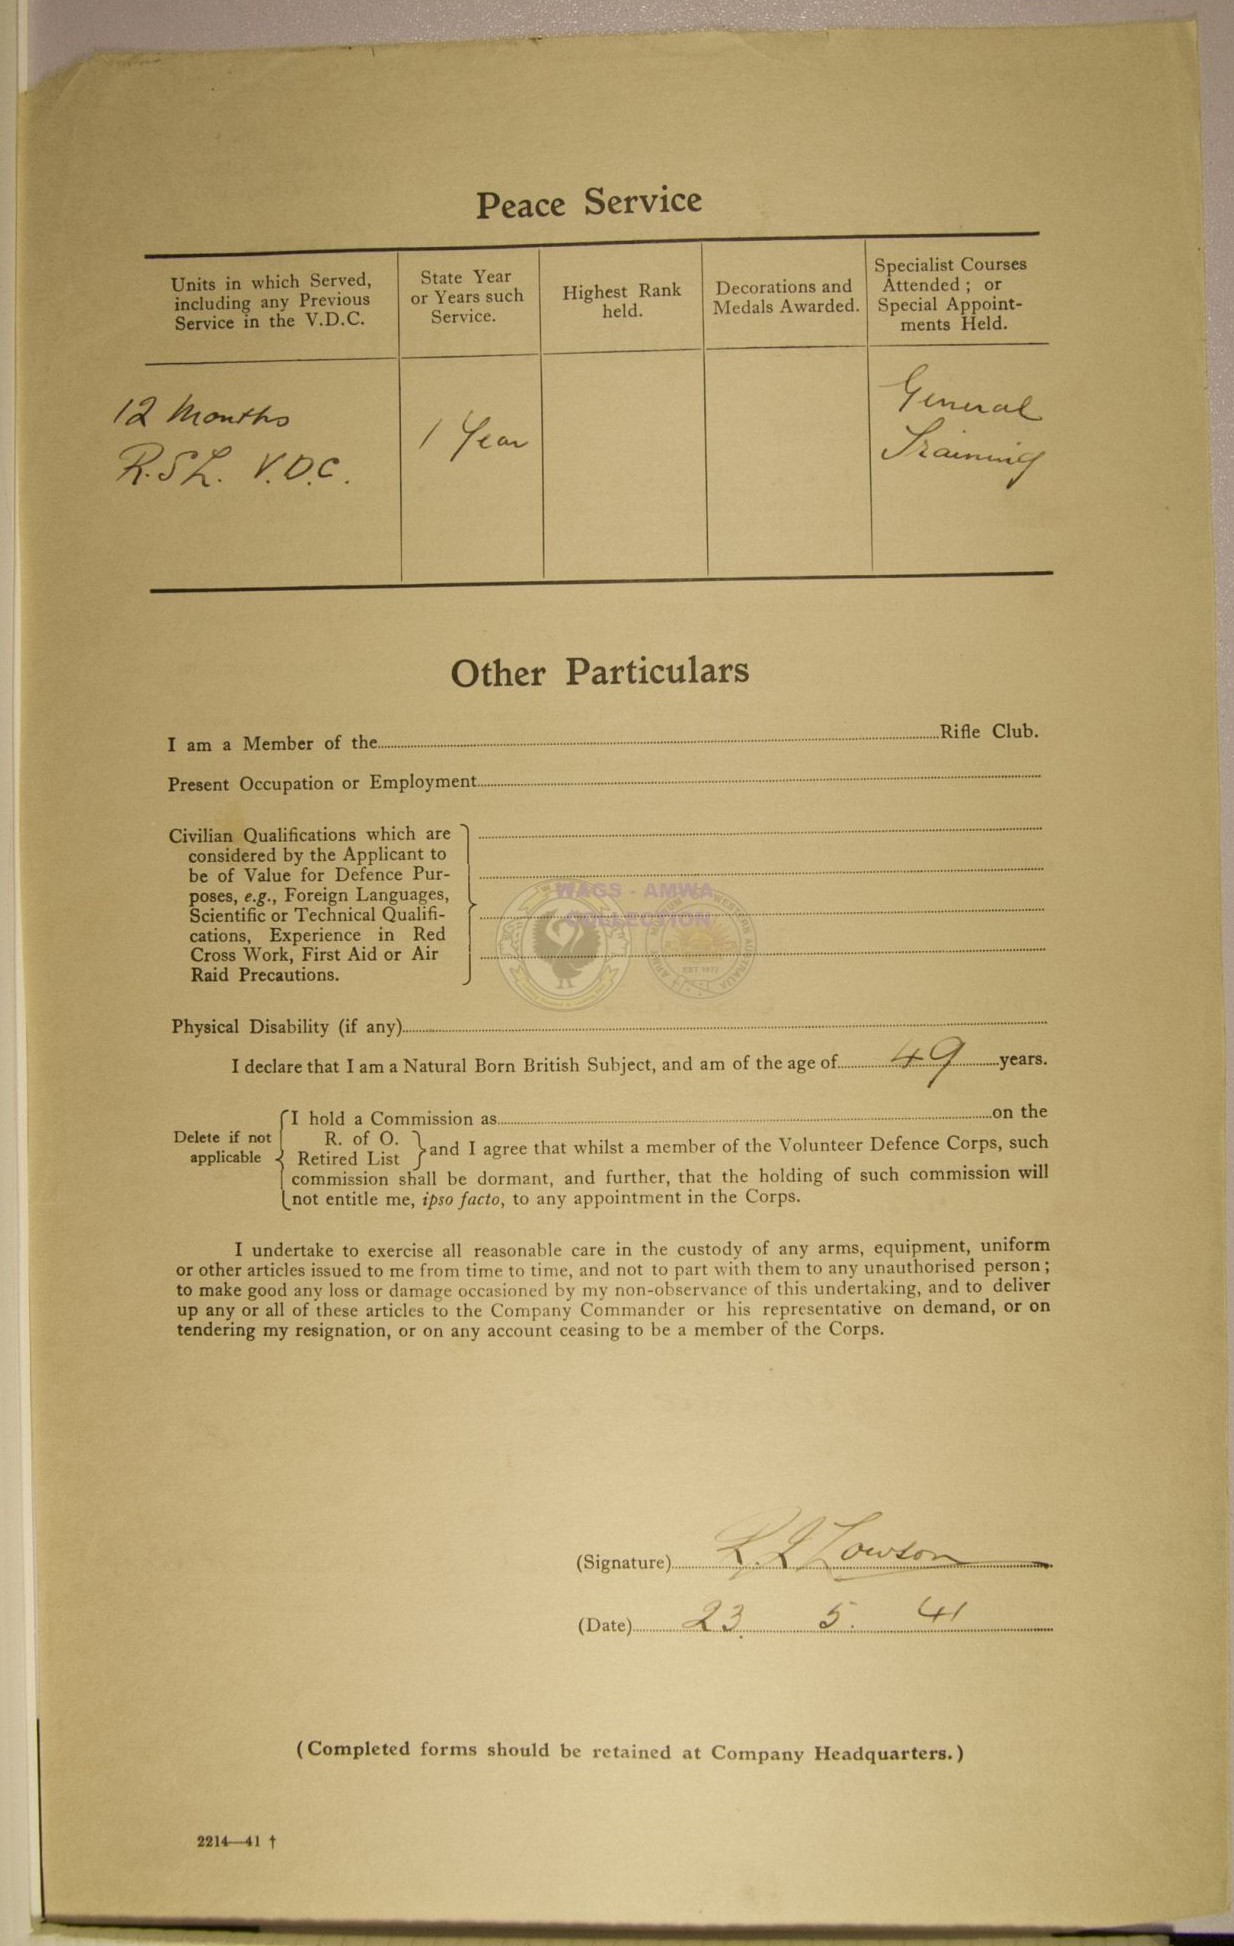 Peace Service
Units in which Served,
including any Previous
Service in the V.D.C.
State Year
or Years such
Service.
Highest Rank
held.
Decorations and
Medals Awarded.
Specialist Courses
Attended ; or
Special Appoint-
ments Held.
12 Months
R.S L. V.D.C.
1 Year
General
Training
Other Particulars
I am a Member of the Rifle Club.
Present Occupation or Employment
Civilian Qualifications which are
considered by the Applicant to
be of Value for Defence Pur-
poses, e.g., Foreign Languages,
Scientific or Technical Qualifi-
cations, Experience in Red
Cross Work, First Aid or Air
Raid Precautions.
WAGS - AMWA
COLLECTION
Physical Disability (if any)
I declare that I am a Natural Born British Subject, and am of the age of 49 years.
Delete if not
applicable
I hold a Commission as on the
R. of O.
Retired List
and I agree that whilst a member of the Volunteer Defence Corps, such
commission shall be dormant, and further, that the holding of such commission will
not entitle me, ipso facto, to any appointment in the Corps.
I undertake to exercise all reasonable care in the custody of any arms, equipment, uniform
or other articles issued to me from time to time, and not to part with them to any unauthorised person ;
to make good any loss or damage occasioned by my non-observance of this undertaking, and to deliver
up any or all of these articles to the Company Commander or his representative on demand, or on
tendering my resignation, or on any account ceasing to be a member of the Corps.
(Signature) Lowson
(Date) 23. 5. 41
(Completed forms should be retained at Company Headquarters.)
2214—41 †